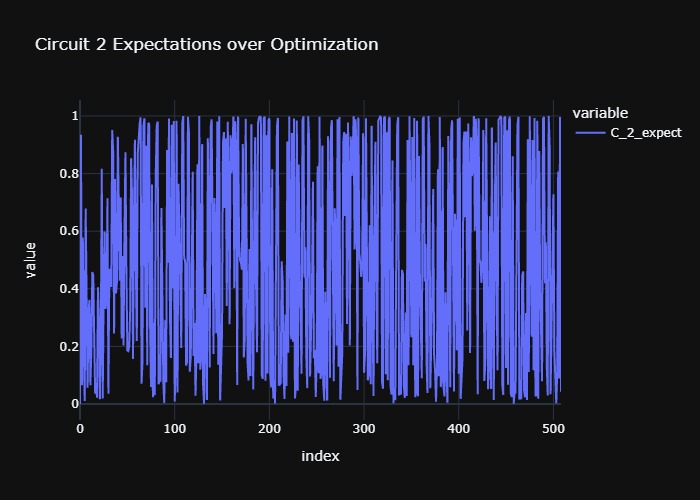 Circuit 2 Expectations over Optimization
variable
C_2_expect
1
0.8
0.6
0.4
0.2
0
value
0 100 200 300 400 500
index